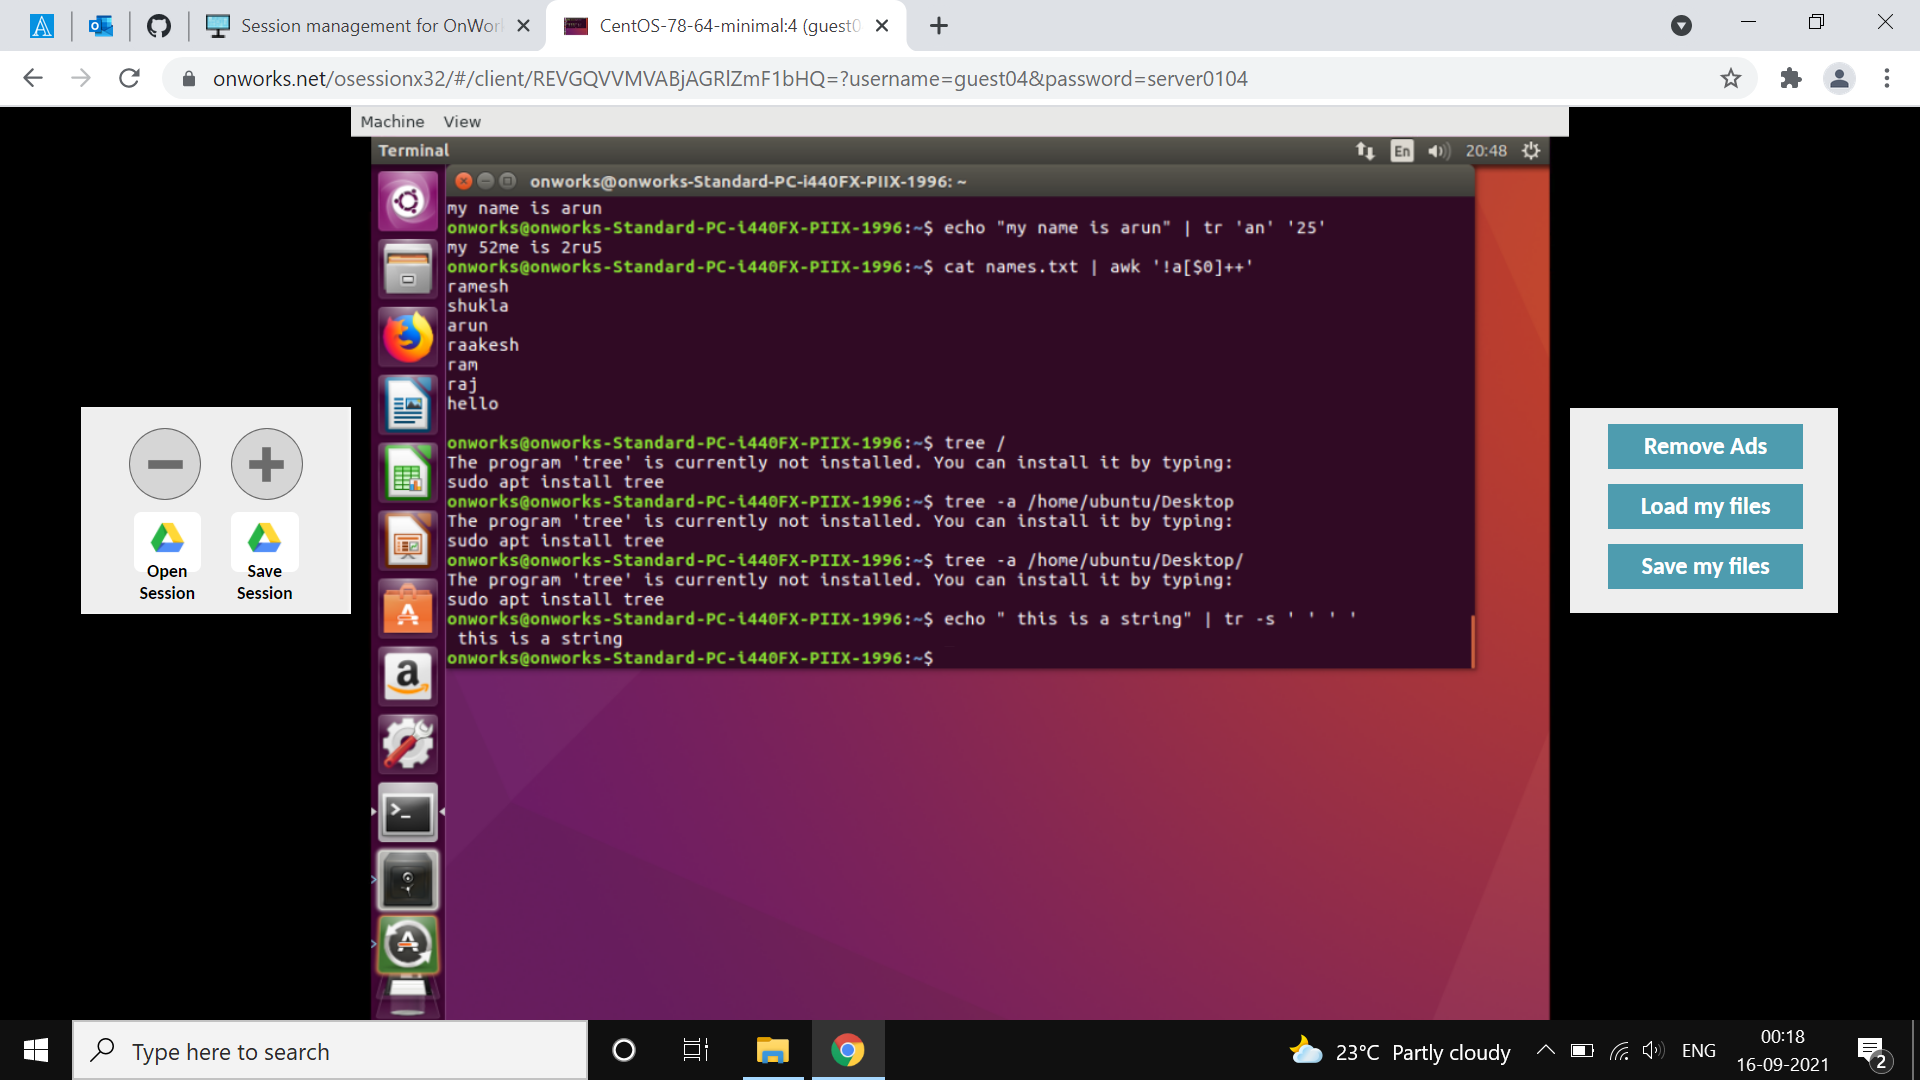 Session management for OnWor
CentOS-78-64-minimal:4 (guest0
onworks.net/osessionx32/#/client/REVGQVVMVABjAGRlZmF1bHQ=?username=guest04&password=server0104
Machine View
Terminal
En
20:48
onworks@onworks-Standard-PC-i440FX-PIIX-1996: ~
my name is arun
onworks@onworks-Standard-PC-i440FX-PIIX-1996:~$ echo "my name is arun" | tr 'an' '25'
my 52me is 2ru5
onworks@onworks-Standard-PC-i440FX-PIIX-1996:~$ cat names.txt | awk '!a[$0]++'
ramesh
shukla
arun
raakesh
ram
raj
hello
onworks@onworks-Standard-PC-i440FX-PIIX-1996:~$ tree /
The program 'tree' is currently not installed. You can install it by typing:
sudo apt install tree
onworks@onworks-Standard-PC-i440FX-PIIX-1996:~$ tree -a /home/ubuntu/Desktop
The program 'tree' is currently not installed. You can install it by typing:
sudo apt install tree
onworks@onworks-Standard-PC-i440FX-PIIX-1996:~$ tree -a /home/ubuntu/Desktop/
The program 'tree' is currently not installed. You can install it by typing:
sudo apt install tree
onworks@onworks-Standard-PC-i440FX-PIIX-1996:~$ echo " this is a string" | tr -s ' ' ' '
 this is a string
onworks@onworks-Standard-PC-i440FX-PIIX-1996:~$
Open
Session
Save
Session
Remove Ads
Load my files
Save my files
Type here to search
23°C Partly cloudy
ENG
00:18
16-09-2021
2